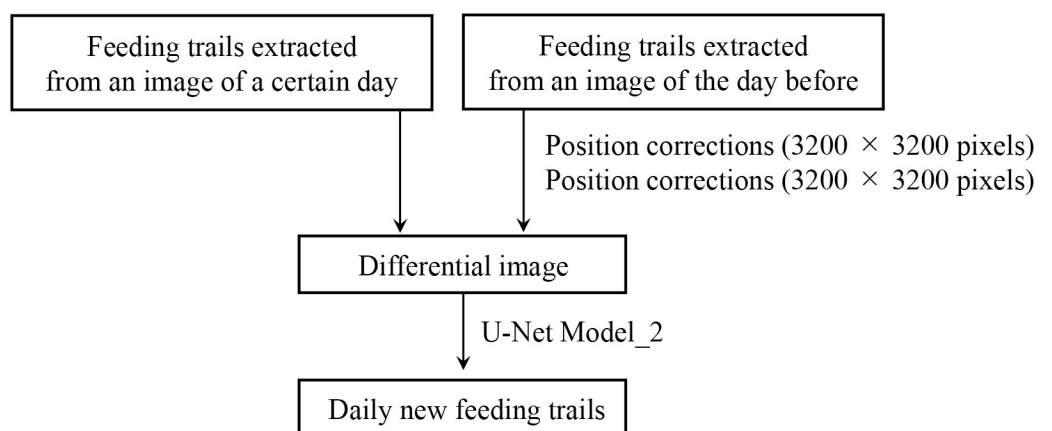 Feeding trails extracted
from an image of a certain day
Feeding trails extracted
from an image of the day before
Position corrections (3200 × 3200 pixels)
Position corrections (3200 × 3200 pixels)
Differential image
U-Net Model_2
Daily new feeding trails